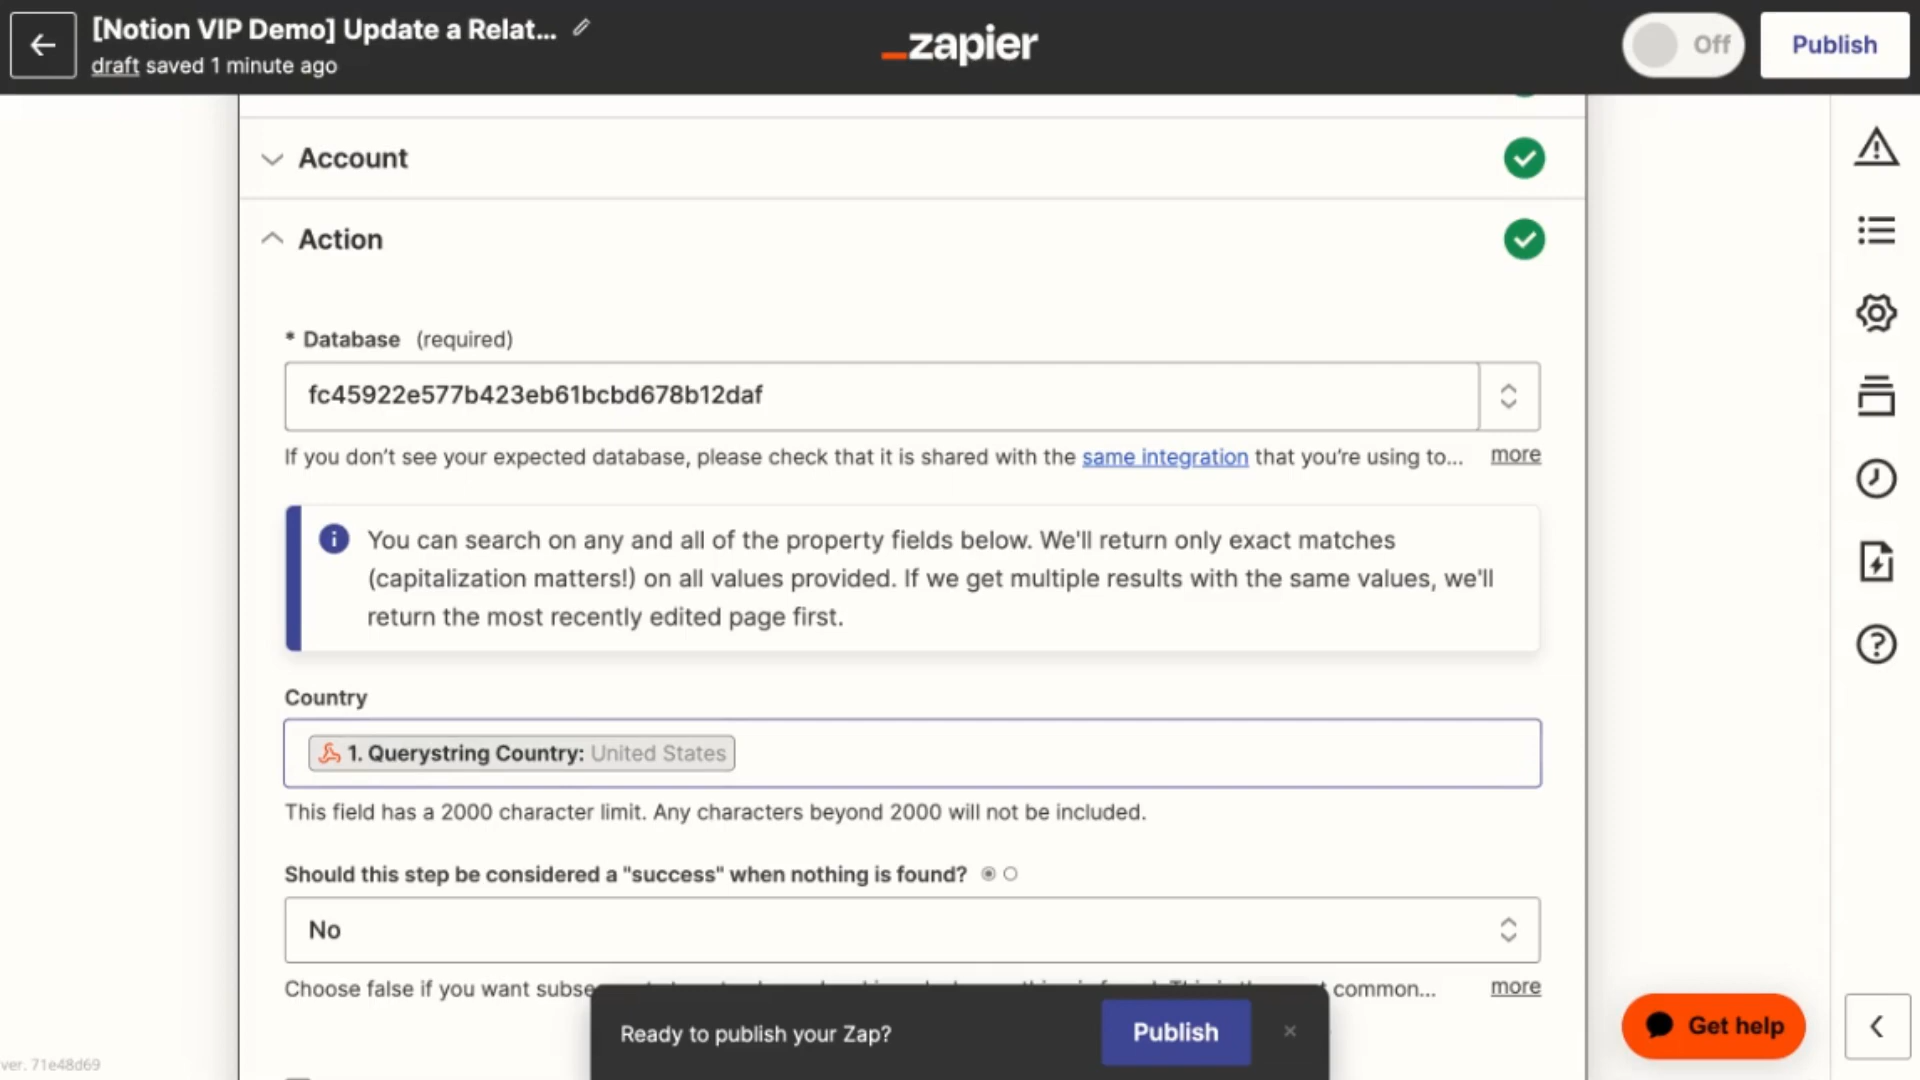 [Notion VIP Demo] Update a Relat...
draft saved 1 minute ago
_zapier
Off
Publish
Account
Action
* Database (required)
fc45922e577b423eb61bcbd678b12daf
If you don't see your expected database, please check that it is shared with the same integration that you're using to... more
You can search on any and all of the property fields below. We'll return only exact matches
(capitalization matters!) on all values provided. If we get multiple results with the same values, we'll
return the most recently edited page first.
Country
1. Querystring Country: United States
This field has a 2000 character limit. Any characters beyond 2000 will not be included.
Should this step be considered a "success" when nothing is found?
No
Choose false if you want common... more
Ready to publish your Zap?
Publish
×
Get help
ver. 71e48d69